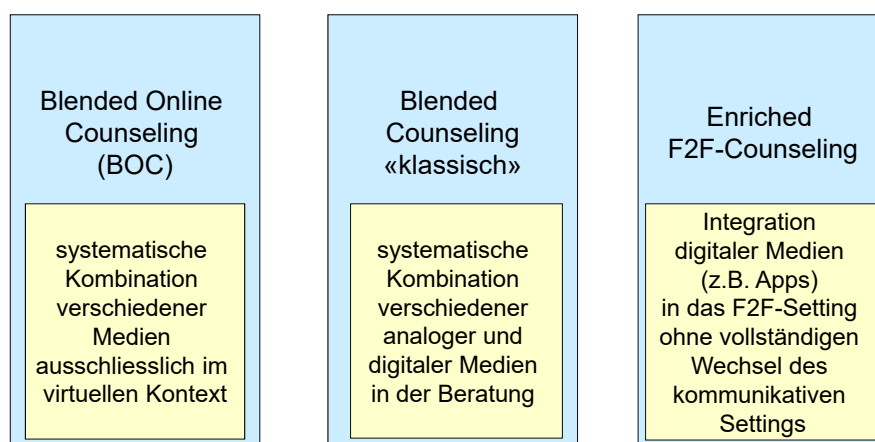 Blended Online
Counseling
(BOC)
systematische
Kombination
verschiedener
Medien
ausschliesslich im
virtuellen Kontext
Blended
Counseling
«klassisch»
systematische
Kombination
verschiedener
analoger und
digitaler Medien
in der Beratung
Enriched
F2F-Counseling
Integration
digitaler Medien
(z.B. Apps)
in das F2F-Setting
ohne vollständigen
Wechsel des
kommunikativen
Settings